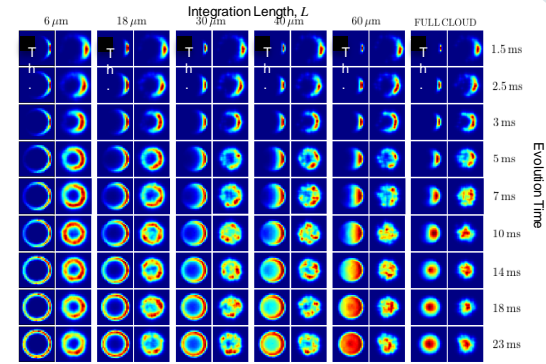 Integration Length, L
6 μm 18 μm 30 μm 40 μm 60 μm FULL CLOUD
T T T T T T
h h h h h h
. . . . . .
1.5 ms
2.5 ms
3 ms
5 ms
7 ms
10 ms
14 ms
18 ms
23 ms
Evolution Time